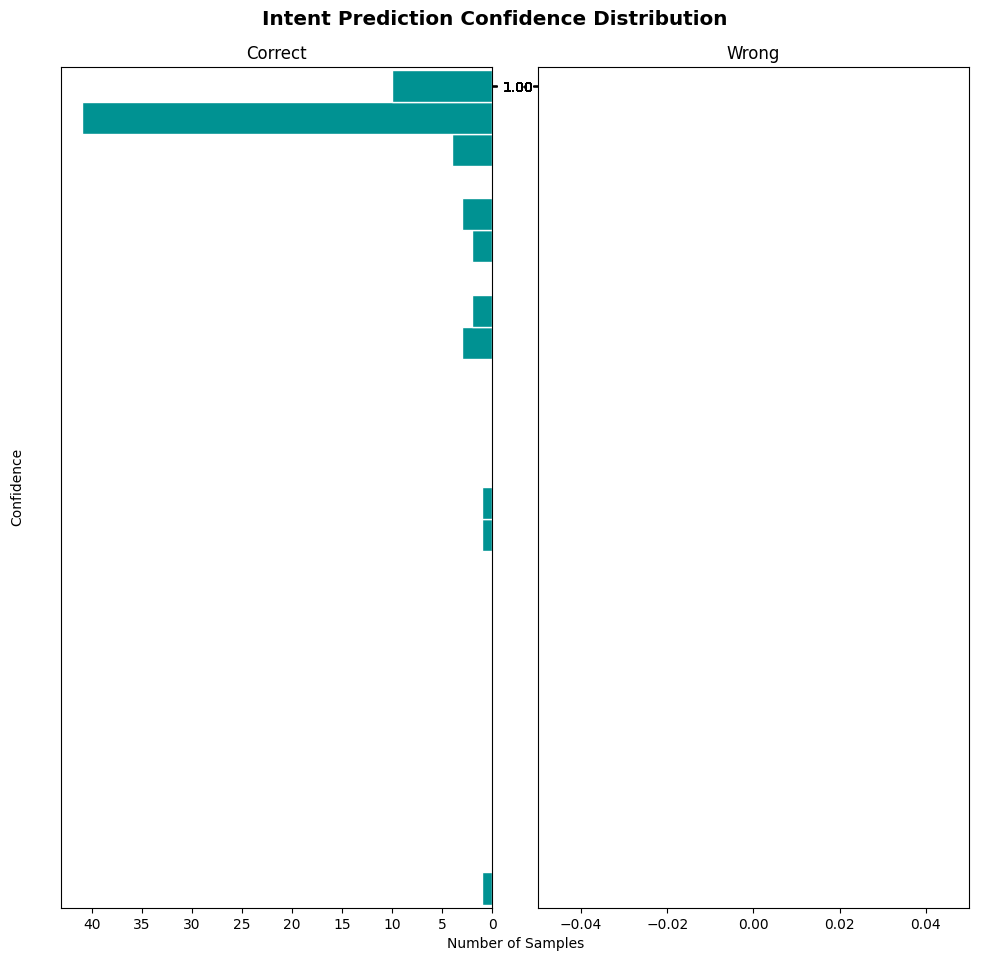 Intent Prediction Confidence Distribution
Correct
Wrong
1.00
Confidence
40 35 30 25 20 15 10 5 0
−0.04 −0.02 0.00 0.02 0.04
Number of Samples